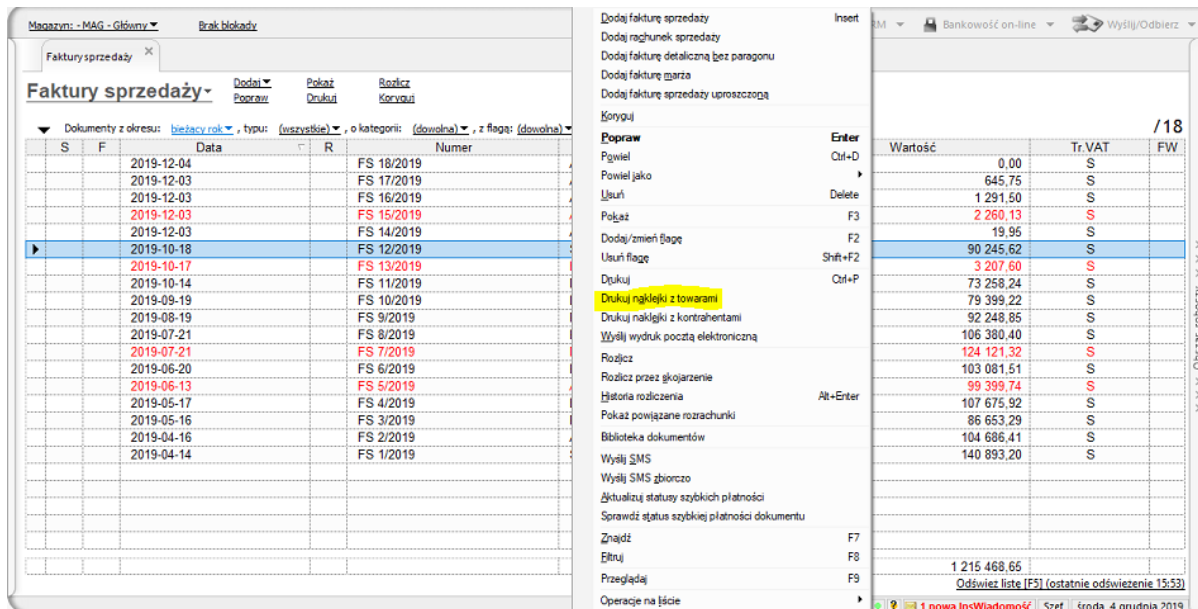 Magazyn: - MAG - Główny Brak blokady
RM Bankowość on-line Wyślij/Odbierz
Faktury sprzedaży ×
Faktury sprzedaży
Dodaj Pokaż Rozlicz
Popraw Drukuj Koryguj
Dokumenty z okresu: bieżący rok , typu: (wszystkie) , o kategorii: (dowolna) , z flagą: (dowolna)
/18
S F Data R Numer Wartość Tr.VAT FW
2019-12-04 FS 18/2019 0,00 S
2019-12-03 FS 17/2019 645,75 S
2019-12-03 FS 16/2019 1 291,50 S
2019-12-03 FS 15/2019 2 260,13 S
2019-12-03 FS 14/2019 19,95 S
2019-10-18 FS 12/2019 90 245,62 S
2019-10-17 FS 13/2019 3 207,60 S
2019-10-14 FS 11/2019 73 258,24 S
2019-09-19 FS 10/2019 79 399,22 S
2019-08-19 FS 9/2019 92 248,85 S
2019-07-21 FS 8/2019 106 380,40 S
2019-07-21 FS 7/2019 124 121,32 S
2019-06-20 FS 6/2019 103 081,51 S
2019-06-13 FS 5/2019 99 399,74 S
2019-05-17 FS 4/2019 107 675,92 S
2019-05-16 FS 3/2019 86 653,29 S
2019-04-16 FS 2/2019 104 686,41 S
2019-04-14 FS 1/2019 140 893,20 S
1 215 468,65
Odśwież listę [F5] (ostatnie odświeżenie 15:53)
1 nowa InsWiadomość Szef środa, 4 grudnia 2019
Dodaj fakturę sprzedaży Insert
Dodaj rachunek sprzedaży
Dodaj fakturę detaliczną bez paragonu
Dodaj fakturę marża
Dodaj fakturę sprzedaży uproszczoną
Koryguj
Popraw Enter
Powiel Ctrl+D
Powiel jako
Usuń Delete
Pokaż F3
Dodaj/zmień flagę F2
Usuń flagę Shift+F2
Drukuj Ctrl+P
Drukuj naklejki z towarami
Drukuj naklejki z kontrahentami
Wyślij wydruk pocztą elektroniczną
Rozlicz
Rozlicz przez skojarzenie
Historia rozliczenia Alt+Enter
Pokaż powiązane rozrachunki
Biblioteka dokumentów
Wyślij SMS
Wyślij SMS zbiorczo
Aktualizuj statusy szybkich płatności
Sprawdź status szybkiej płatności dokumentu
Znajdź F7
Filtruj F8
Przeglądaj F9
Operacje na liście